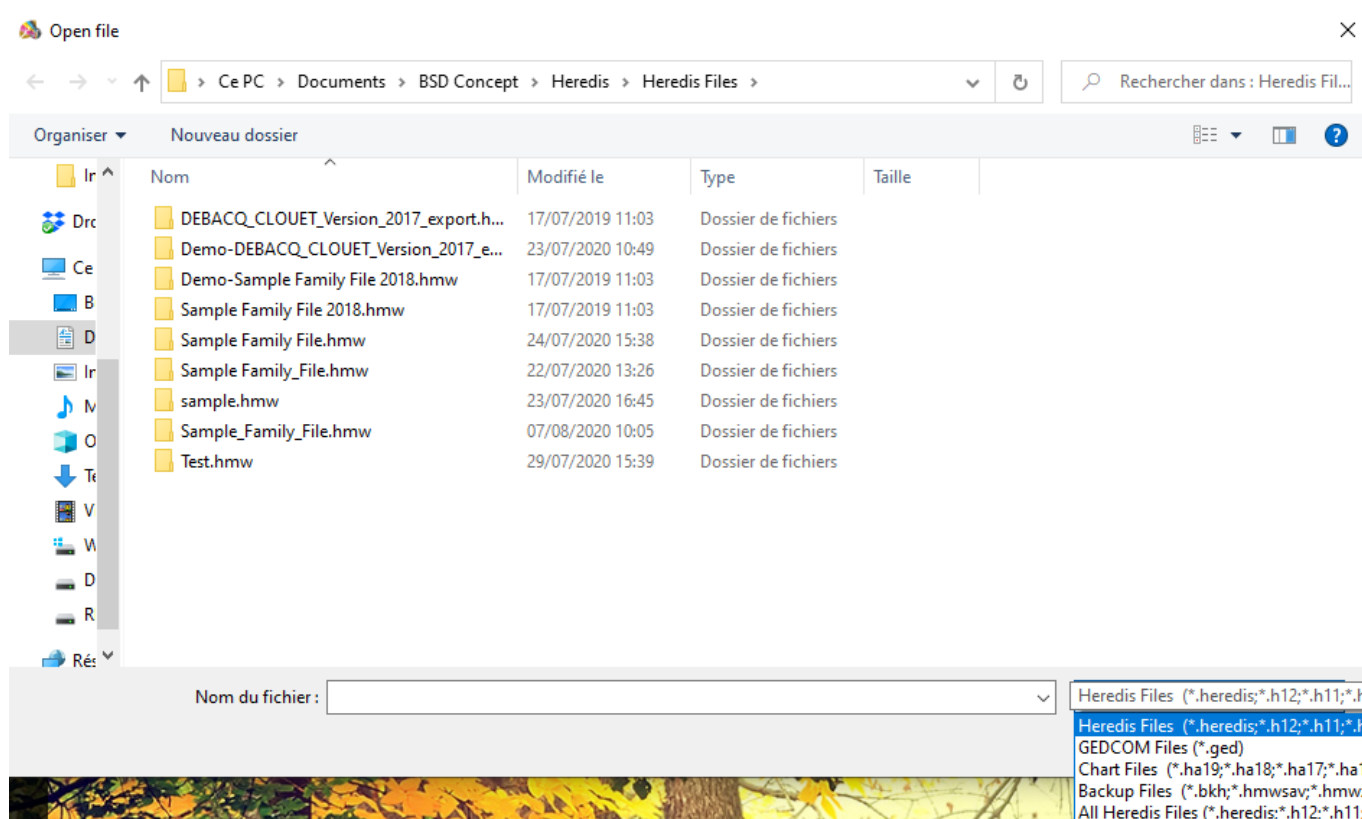 Open file
Ce PC > Documents > BSD Concept > Heredis > Heredis Files >
Rechercher dans : Heredis Fil...
Organiser
Nouveau dossier
Nom Modifié le Type Taille
DEBACQ_CLOUET_Version_2017_export.h... 17/07/2019 11:03 Dossier de fichiers
Demo-DEBACQ_CLOUET_Version_2017_e... 23/07/2020 10:49 Dossier de fichiers
Demo-Sample Family File 2018.hmw 17/07/2019 11:03 Dossier de fichiers
Sample Family File 2018.hmw 17/07/2019 11:03 Dossier de fichiers
Sample Family File.hmw 24/07/2020 15:38 Dossier de fichiers
Sample Family_File.hmw 22/07/2020 13:26 Dossier de fichiers
sample.hmw 23/07/2020 16:45 Dossier de fichiers
Sample_Family_File.hmw 07/08/2020 10:05 Dossier de fichiers
Test.hmw 29/07/2020 15:39 Dossier de fichiers
Ir
Drc
Ce
B
D
Ir
M
O
Té
V
W
D
R
Rés
Nom du fichier :
Heredis Files (*.heredis;*.h12;*.h11;*.h
Heredis Files (*.heredis;*.h12;*.h11;*.h
GEDCOM Files (*.ged)
Chart Files (*.ha19;*.ha18;*.ha17;*.ha1
Backup Files (*.bkh;*.hmwsav;*.hmw
All Heredis Files (*.heredis;*.h12;*.h11